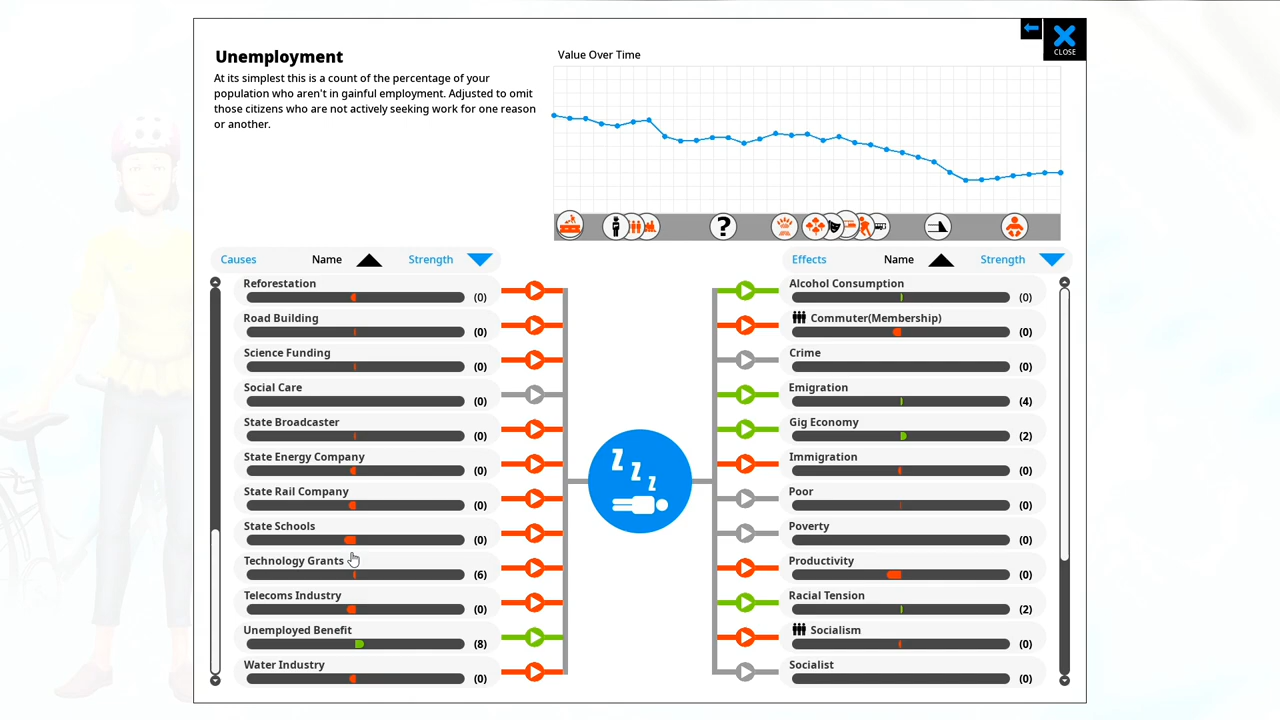 CLOSE
Unemployment
At its simplest this is a count of the percentage of your
population who aren't in gainful employment. Adjusted to omit
those citizens who are not actively seeking work for one reason
or another.
Value Over Time
?
Causes Name Strength
Reforestation
(0)
Road Building
(0)
Science Funding
(0)
Social Care
(0)
State Broadcaster
(0)
State Energy Company
(0)
State Rail Company
(0)
State Schools
(0)
Technology Grants
(6)
Telecoms Industry
(0)
Unemployed Benefit
(8)
Water Industry
(0)
Z
Z
Z
Effects Name Strength
Alcohol Consumption
(0)
Commuter(Membership)
(0)
Crime
(0)
Emigration
(4)
Gig Economy
(2)
Immigration
(0)
Poor
(0)
Poverty
(0)
Productivity
(0)
Racial Tension
(2)
Socialism
(0)
Socialist
(0)